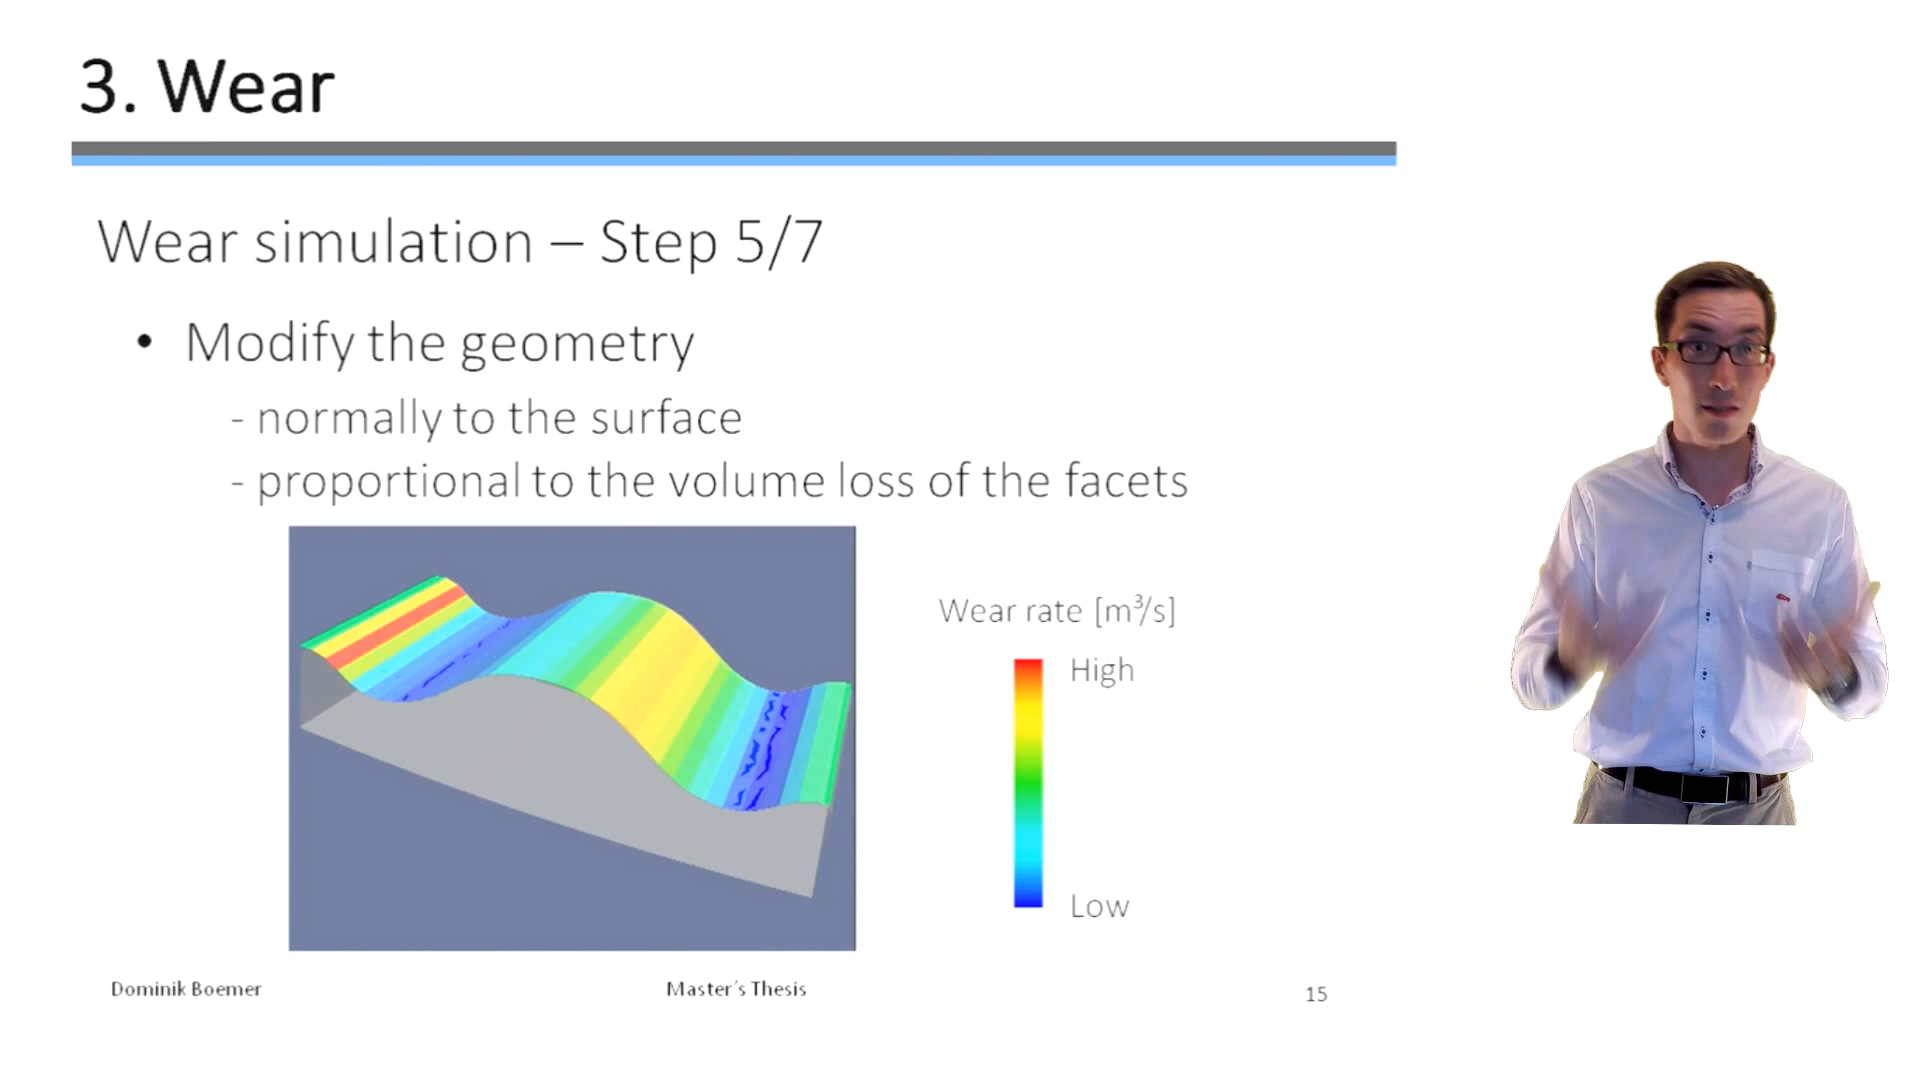 3. Wear
Wear simulation – Step 5/7
• Modify the geometry
- normally to the surface
- proportional to the volume loss of the facets
Wear rate [m³/s]
High
Low
Dominik Boemer
Master's Thesis
15